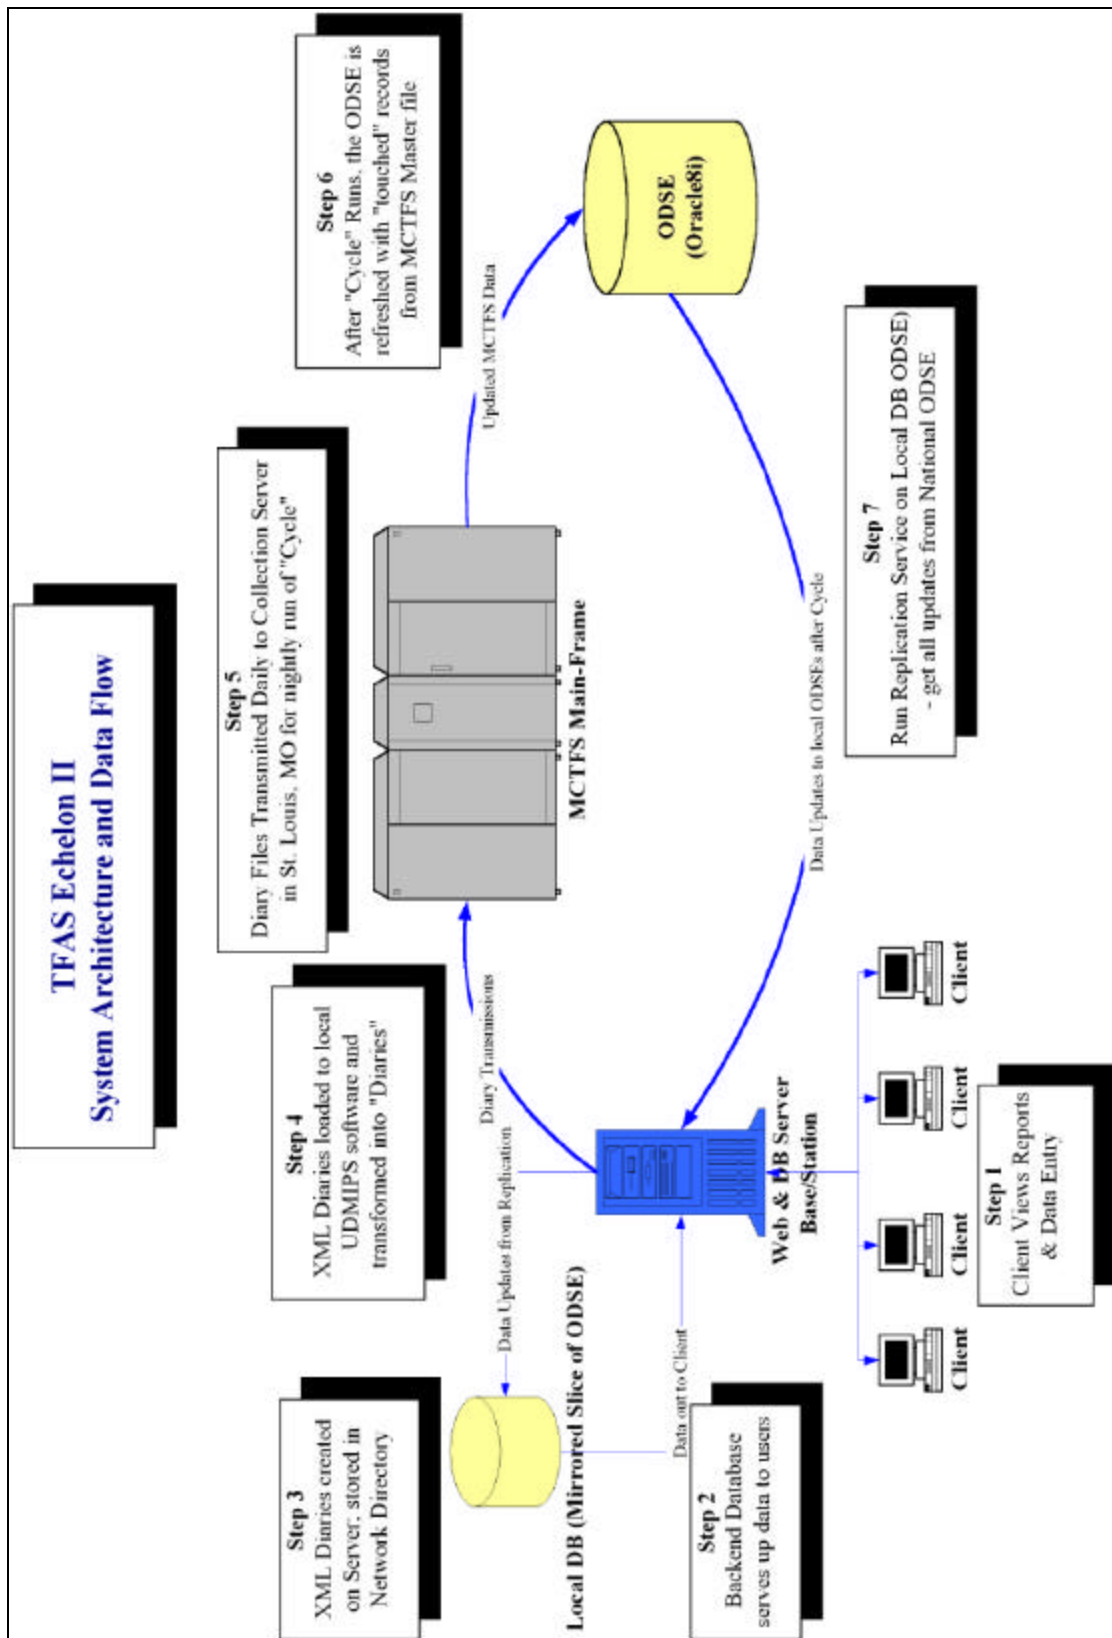 TFAS Echelon II
System Architecture and Data Flow
Step 3
XML Diaries created
on Server; stored in
Network Directory
Step 4
XML Diaries loaded to local
UDMIPS software and
transformed into "Diaries"
Step 5
Diary Files Transmitted Daily to Collection Server
in St. Louis, MO for nightly run of "Cycle"
Step 6
After "Cycle" Runs, the ODSE is
refreshed with "touched" records
from MCTFS Master file
Local DB (Mirrored Slice of ODSE)
Data Updates from Replication
Diary Transmissions
MCTFS Main-Frame
Updated MCTFS Data
ODSE
(Oracle8i)
Data out to Client
Web & DB Server
Base/Station
Data Updates to local ODSEs after Cycle
Step 2
Backend Database
serves up data to users
Client
Client
Client
Client
Step 1
Client Views Reports
& Data Entry
Step 7
Run Replication Service on Local DB ODSE)
- get all updates from National ODSE